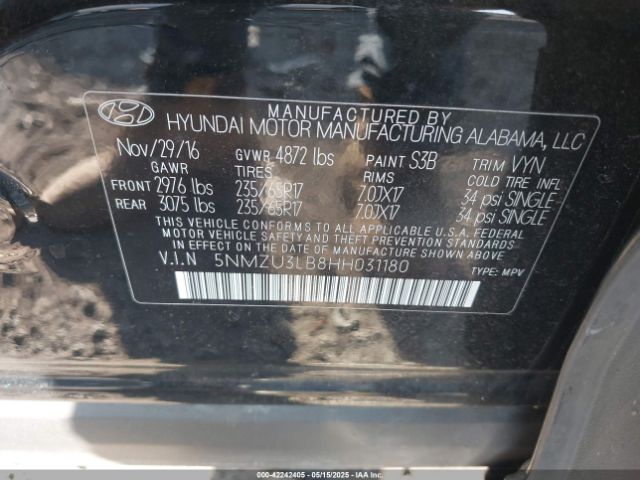 MANUFACTURED BY
HYUNDAI MOTOR MANUFACTURING ALABAMA, LLC
Nov/29/16 GVWR 4872 lbs PAINT S3B TRIM VYN
GAWR TIRES RIMS COLD TIRE INFL
FRONT 2976 lbs 235/65R17 7.0JX17 34 psi SINGLE
REAR 3075 lbs 235/65R17 7.0JX17 34 psi SINGLE
THIS VEHICLE CONFORMS TO ALL APPLICABLE U.S.A. FEDERAL
MOTOR VEHICLE SAFETY, BUMPER, AND THEFT PREVENTION
STANDARDS IN EFFECT ON THE DATE OF MANUFACTURE SHOWN ABOVE.
V.I.N 5NMZU3LB8HH031180 TYPE: MPV
000-42242405 05/15/2025 IAAI.COM